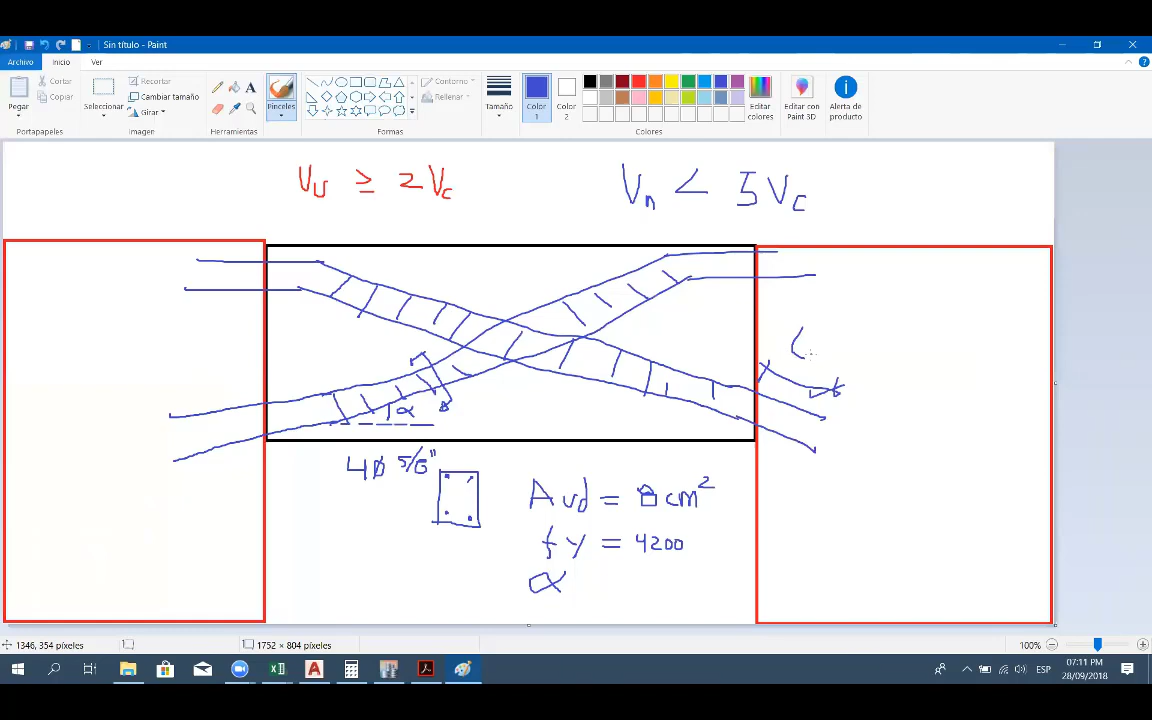 Sin título - Paint
Archivo Inicio Ver
Pegar
Cortar
Copiar
Portapapeles
Seleccionar
Recortar
Cambiar tamaño
Girar
Imagen
A
Herramientas
Pinceles
Contorno
Rellenar
Formas
Tamaño
Color 1
Color 2
Editar colores
Colores
Editar con Paint 3D
Alerta de producto
Vu ≥ 2Vc
Vn < 5Vc
α
4Ø 5/8"
Avd = 8 cm²
fy = 4200
α
1346, 354 píxeles
1752 × 804 píxeles
100%
ESP
07:11 PM
28/09/2018